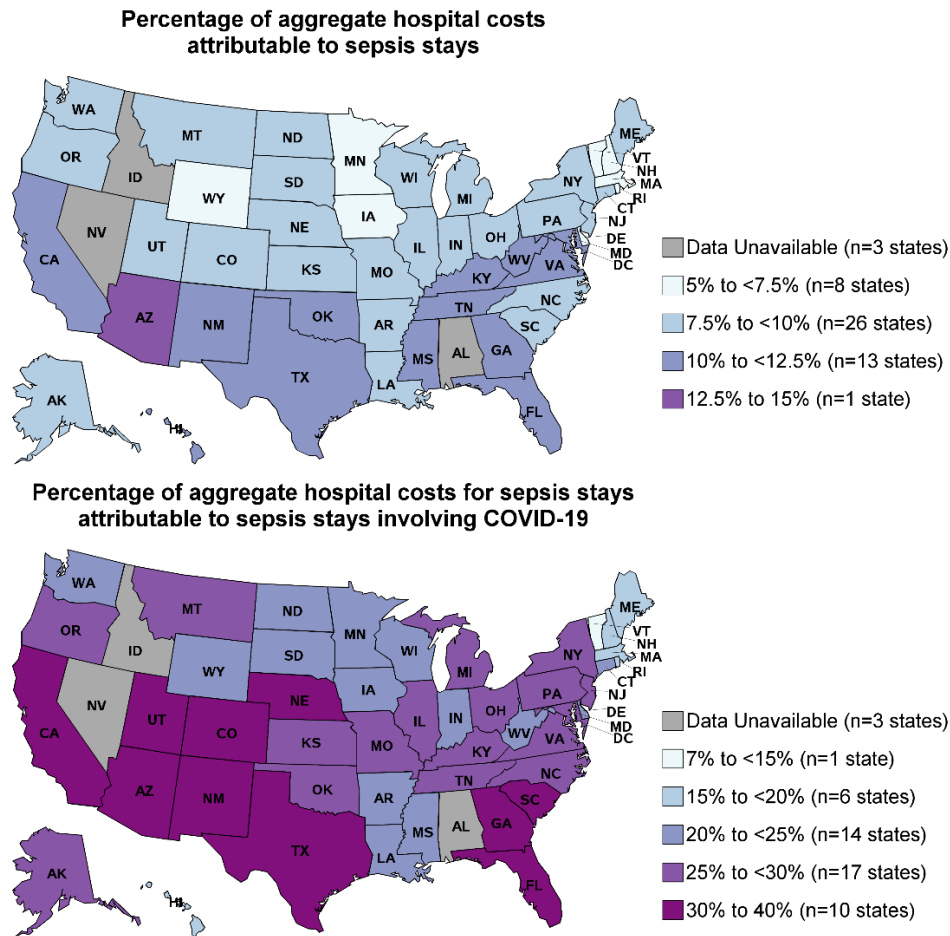 Percentage of aggregate hospital costs
attributable to sepsis stays
WA
MT
ND
MN
ME
OR
ID
SD
WI
VT
NH
WY
MI
NY
MA
RI
CT
IA
NE
PA
NJ
NV
UT
IL
IN
OH
DE
MD
DC
CO
WV
VA
CA
KS
MO
KY
NC
TN
AZ
NM
OK
AR
SC
MS
AL
GA
TX
LA
FL
AK
HI
Data Unavailable (n=3 states)
5% to <7.5% (n=8 states)
7.5% to <10% (n=26 states)
10% to <12.5% (n=13 states)
12.5% to 15% (n=1 state)
Percentage of aggregate hospital costs for sepsis stays
attributable to sepsis stays involving COVID-19
WA
MT
ND
MN
ME
OR
ID
SD
WI
VT
NH
WY
MI
NY
MA
RI
CT
IA
NE
PA
NJ
NV
UT
IL
IN
OH
DE
MD
DC
CO
WV
VA
CA
KS
MO
KY
NC
TN
AZ
NM
OK
AR
SC
MS
AL
GA
TX
LA
FL
AK
HI
Data Unavailable (n=3 states)
7% to <15% (n=1 state)
15% to <20% (n=6 states)
20% to <25% (n=14 states)
25% to <30% (n=17 states)
30% to 40% (n=10 states)